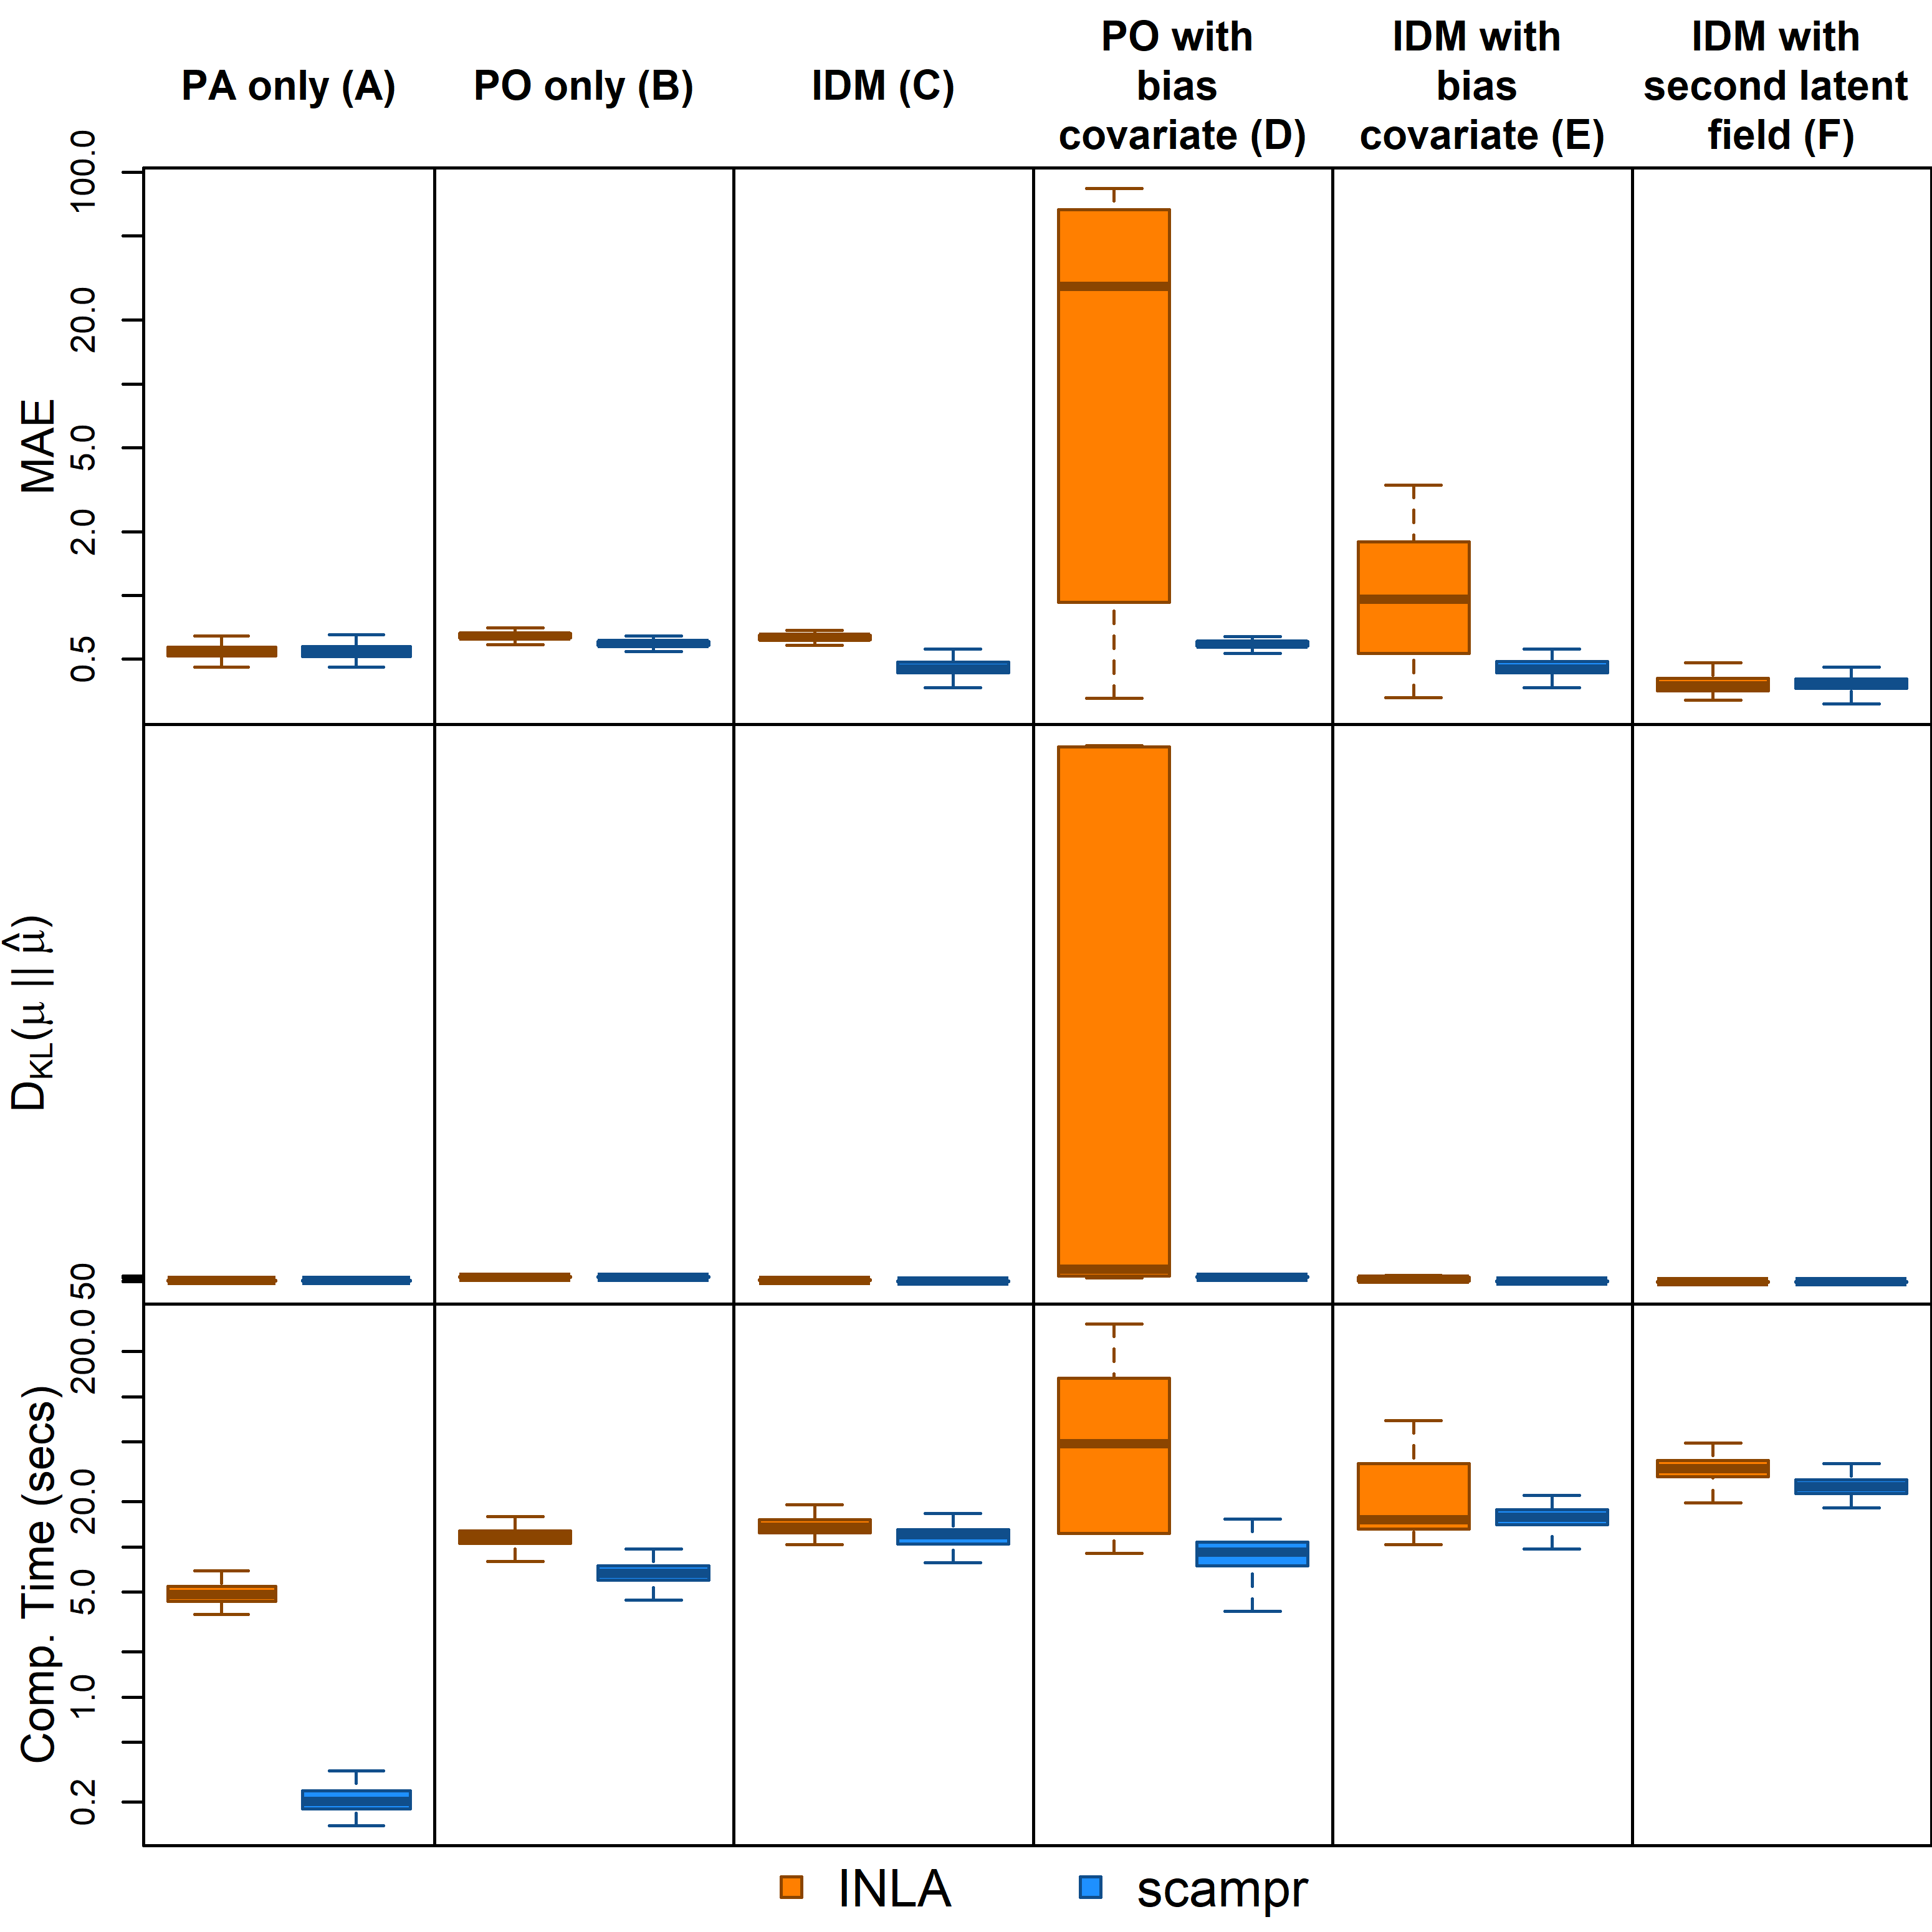 PA only (A)
PO only (B)
IDM (C)
PO with
bias
covariate (D)
IDM with
bias
covariate (E)
IDM with
second latent
field (F)
MAE
100.0
20.0
5.0
2.0
0.5
D_KL(μ || μ̂)
50
Comp. Time (secs)
200.0
20.0
5.0
1.0
0.2
INLA
scampr